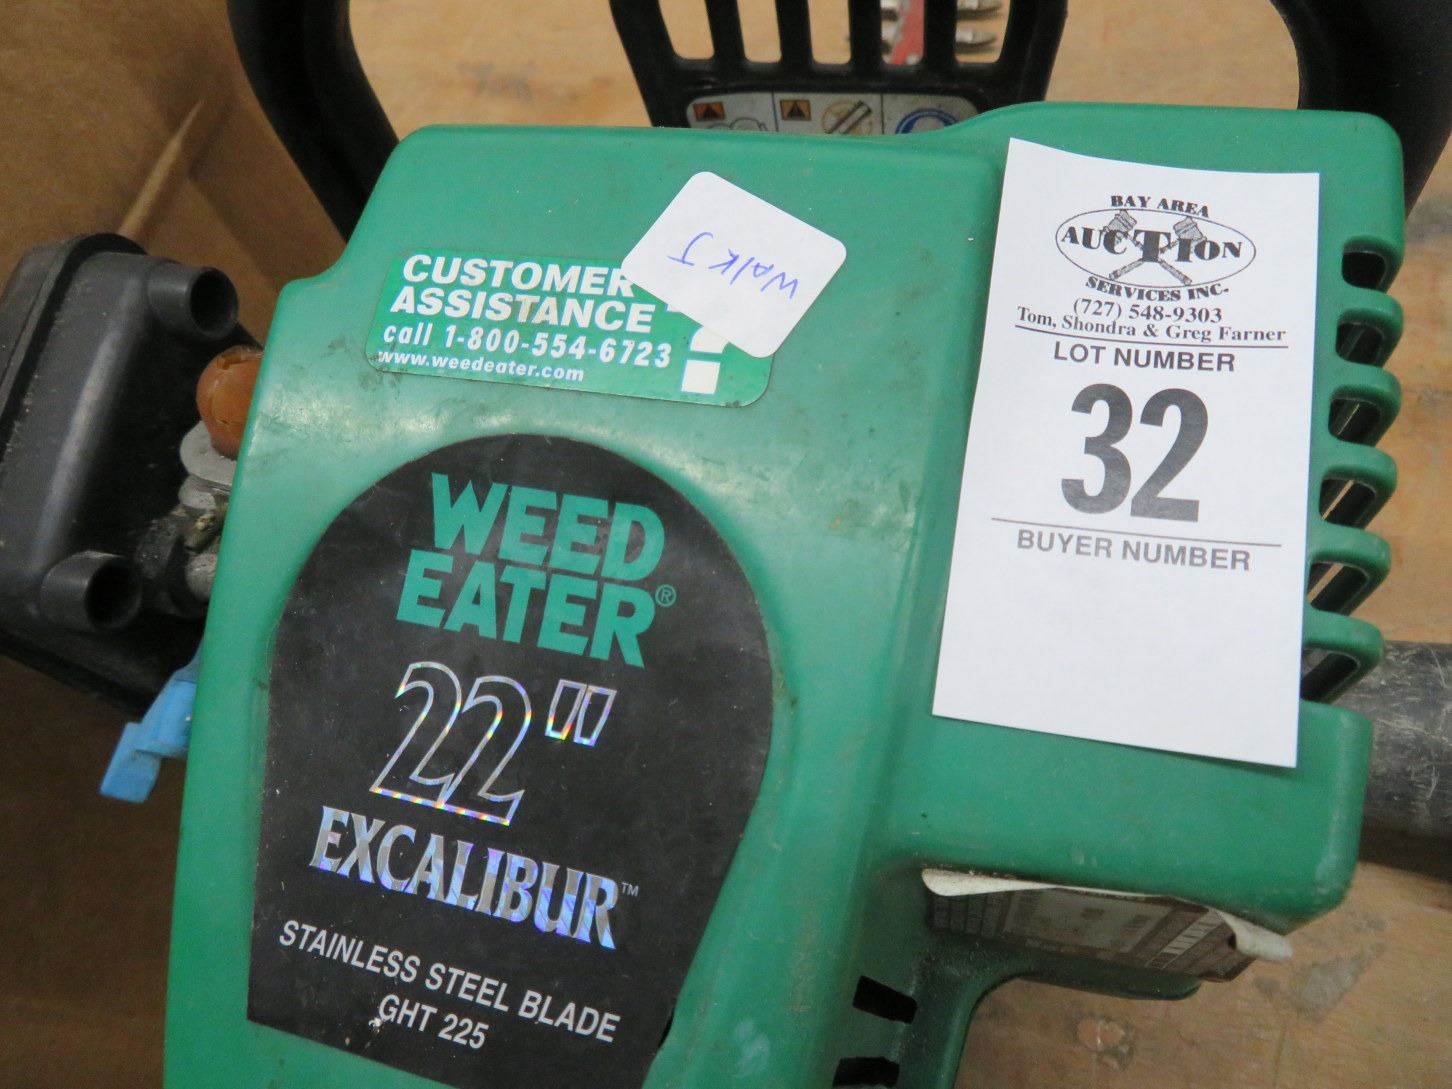 BAY AREA
AUCTION
SERVICES INC.
(727) 548-9303
Tom, Shondra & Greg Farner
LOT NUMBER
32
BUYER NUMBER
WAlKJ
CUSTOMER
ASSISTANCE
call 1-800-554-6723
www.weedeater.com
WEED
EATER®
22"
EXCALIBUR™
STAINLESS STEEL BLADE
GHT 225